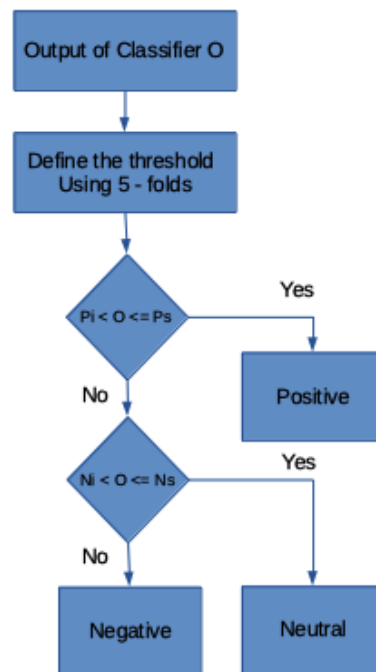 Output of Classifier O
Define the threshold
Using 5 - folds
Pi < O <= Ps
Yes
Positive
No
Ni < O <= Ns
Yes
No
Negative
Neutral